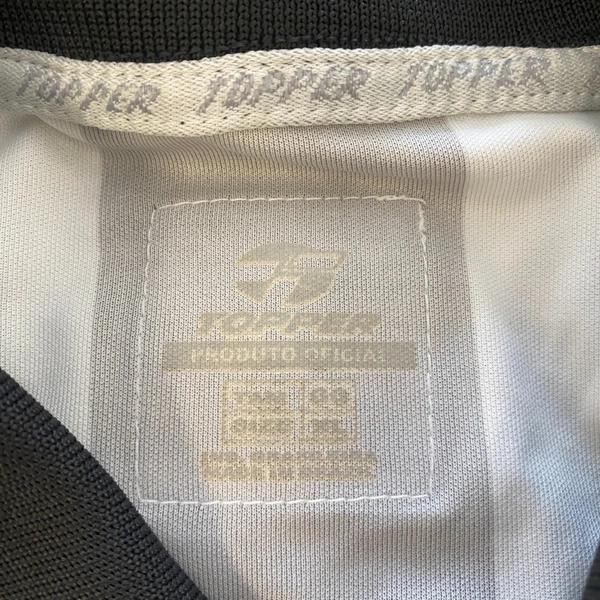 TOPPER TOPPER TOPPER
TOPPER
PRODUTO OFICIAL
TAM GG
SIZE XL